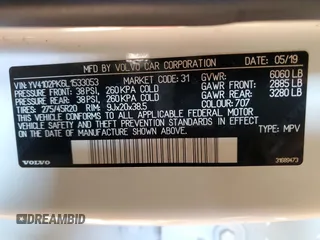 MFD BY VOLVO CAR CORPORATION 05/19
VIN: YV4102PK6L1533053 MARKET CODE: 31 GVWR: 6060 LB
PRESSURE FRONT: 38PSI, 260KPA COLD GAWR FRONT: 2885 LB
PRESSURE REAR: 38PSI, 260 KPA COLD GAWR REAR: 3280 LB
TIRES: 275/45R20 RIM: 9Jx20x38.5 COLOUR: 707
THIS VEHICLE CONFORMS TO ALL APPLICABLE FEDERAL MOTOR VEHICLE
SAFETY, AND THEFT PREVENTION STANDARDS IN EFFECT ON THE DATE OF
MANUFACTURE SHOWN ABOVE. TYPE: MPV
VOLVO 31689473
DREAMBID